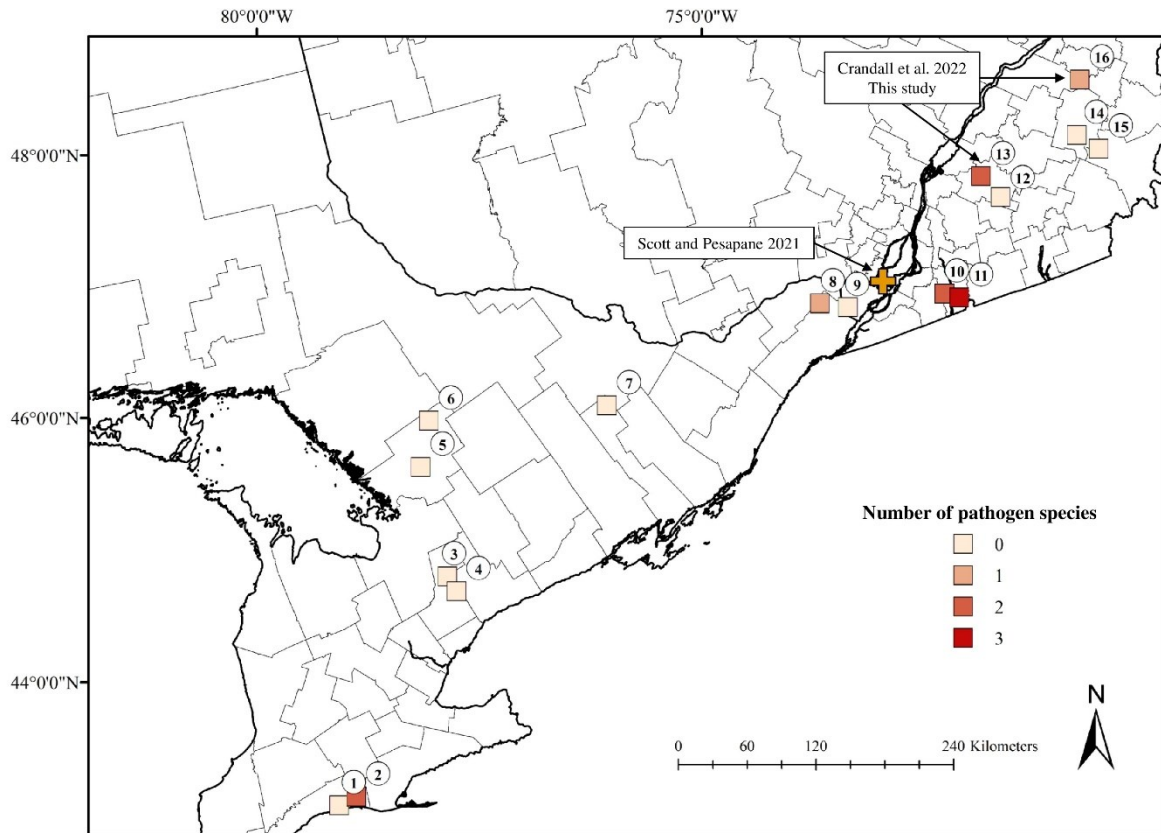 80°0'0"W
75°0'0"W
Crandall et al. 2022
This study
16
14
15
48°0'0"N
13
12
Scott and Pesapane 2021
10
11
8
9
7
6
46°0'0"N
5
Number of pathogen species
0
1
2
3
3
4
44°0'0"N
N
0
60
120
240 Kilometers
1
2